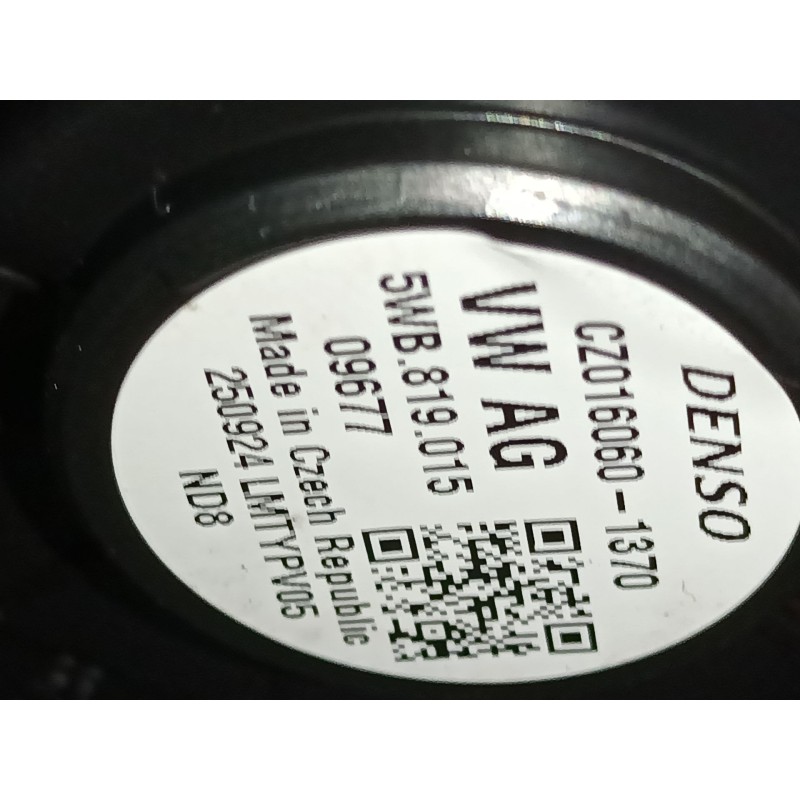 DENSO
CZ016060-1370
VW AG
5WB.819.015
09677
Made in Czech Republic
250924 LMTYPV05
ND8